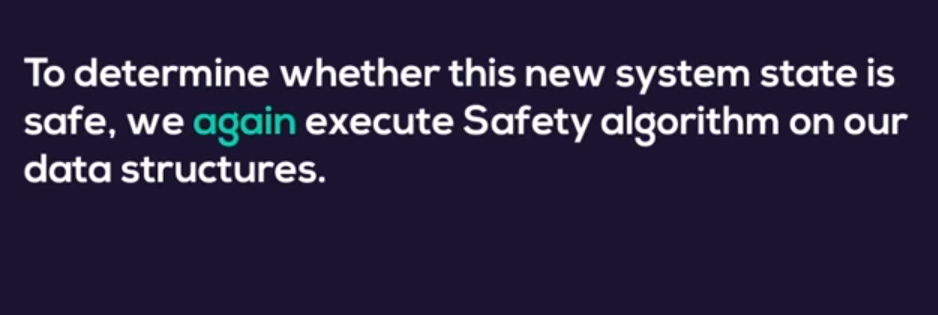 To determine whether this new system state is
safe, we again execute Safety algorithm on our
data structures.